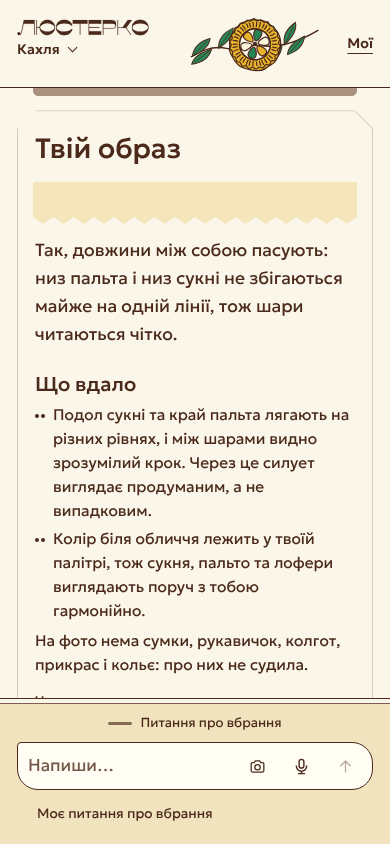 ЛЮСТЕРКО
Кахля
Мої
Твій образ
Так, довжини між собою пасують:
низ пальта і низ сукні не збігаються
майже на одній лінії, тож шари
читаються чітко.
Що вдало
•• Подол сукні та край пальта лягають на
різних рівнях, і між шарами видно
зрозумілий крок. Через це силует
виглядає продуманим, а не
випадковим.
•• Колір біля обличчя лежить у твоїй
палітрі, тож сукня, пальто та лофери
виглядають поруч з тобою
гармонійно.
На фото нема сумки, рукавичок, колгот,
прикрас і кольє: про них не судила.
Питання про вбрання
Напиши...
Моє питання про вбрання